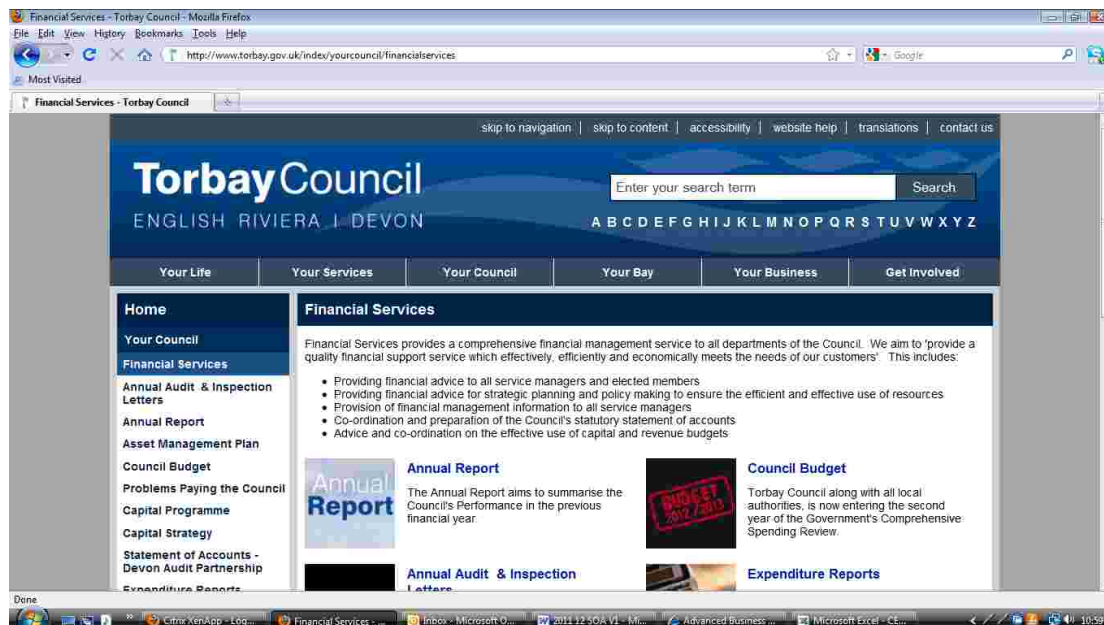 Financial Services - Torbay Council - Mozilla Firefox
File Edit View History Bookmarks Tools Help
http://www.torbay.gov.uk/index/yourcouncil/financialservices
Google
Most Visited
Financial Services - Torbay Council
skip to navigation | skip to content | accessibility | website help | translations | contact us
Torbay Council
ENGLISH RIVIERA | DEVON
Enter your search term
Search
A B C D E F G H I J K L M N O P Q R S T U V W X Y Z
Your Life
Your Services
Your Council
Your Bay
Your Business
Get Involved
Home
Your Council
Financial Services
Annual Audit & Inspection
Letters
Annual Report
Asset Management Plan
Council Budget
Problems Paying the Council
Capital Programme
Capital Strategy
Statement of Accounts -
Devon Audit Partnership
Expenditure Reports
Financial Services
Financial Services provides a comprehensive financial management service to all departments of the Council. We aim to 'provide a
quality financial support service which effectively, efficiently and economically meets the needs of our customers'. This includes:
• Providing financial advice to all service managers and elected members
• Providing financial advice for strategic planning and policy making to ensure the efficient and effective use of resources
• Provision of financial management information to all service managers
• Co-ordination and preparation of the Council's statutory statement of accounts
• Advice and co-ordination on the effective use of capital and revenue budgets
Annual
Report
Annual Report
The Annual Report aims to summarise the
Council's Performance in the previous
financial year.
BUDGET
2012/2013
Council Budget
Torbay Council along with all local
authorities, is now entering the second
year of the Government's Comprehensive
Spending Review.
Annual Audit & Inspection
Letters
Expenditure Reports
Done
Citrix XenApp - Log...
Financial Services - ...
Inbox - Microsoft O...
2011 12 SOA V1 - Mi...
Advanced Business ...
Microsoft Excel - CE...
10:59